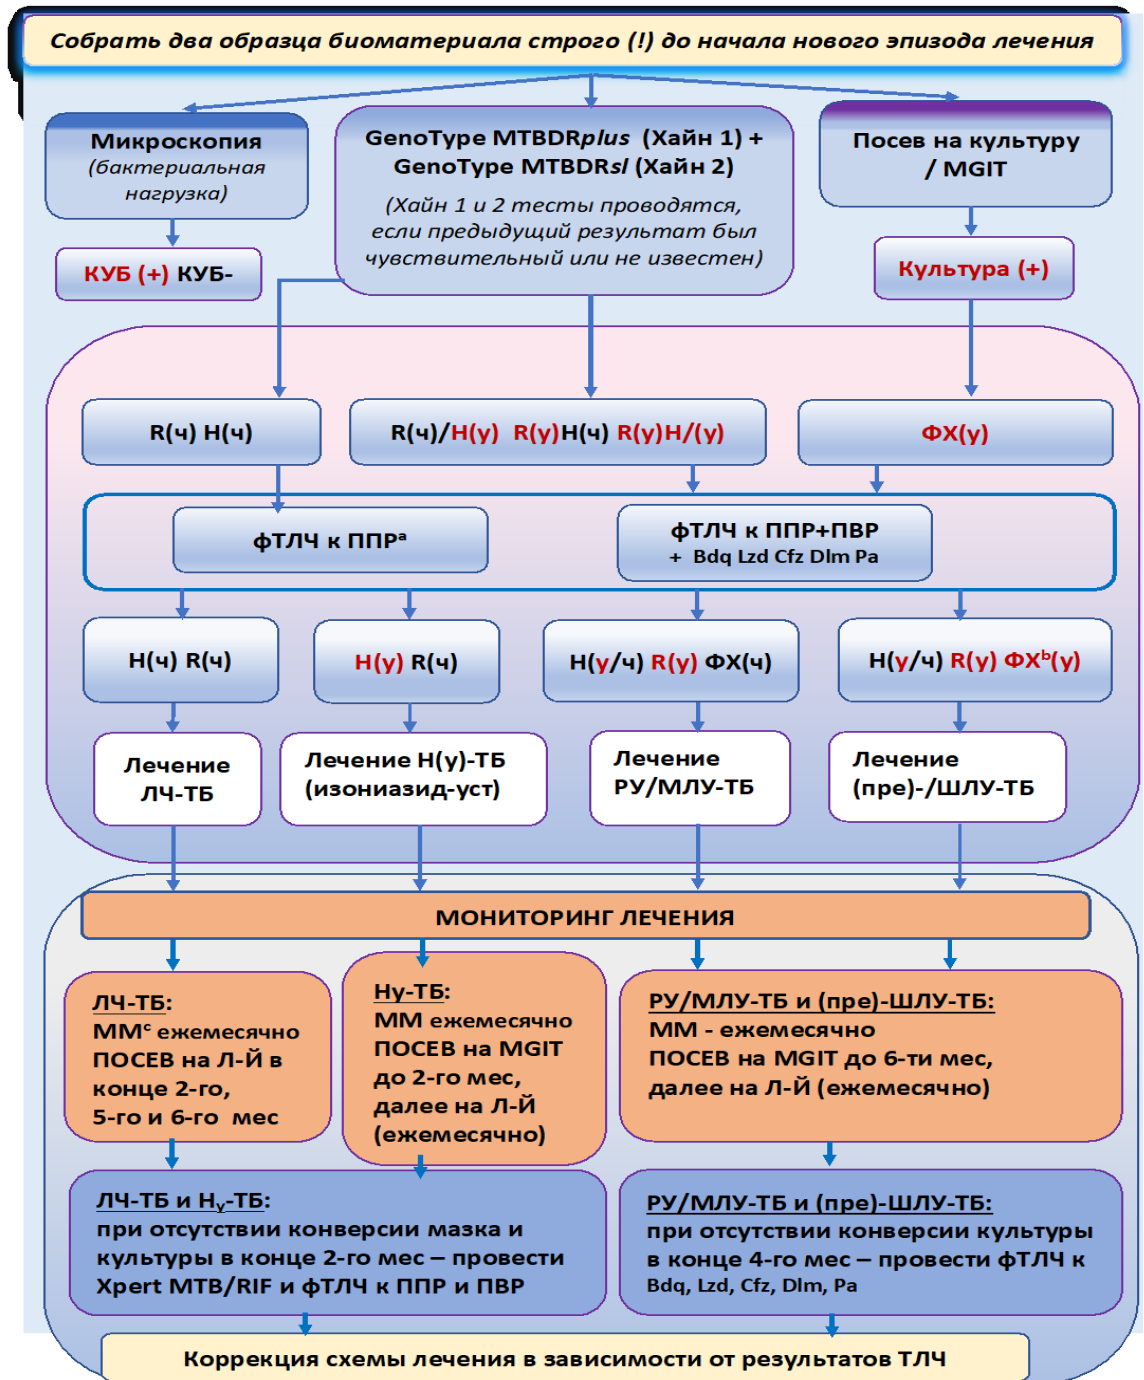 Собрать два образца биоматериала строго (!) до начала нового эпизода лечения
Микроскопия
(бактериальная
нагрузка)
GenoType MTBDRplus (Хайн 1) +
GenoType MTBDRsl (Хайн 2)
(Хайн 1 и 2 тесты проводятся,
если предыдущий результат был
чувствительный или не известен)
Посев на культуру
/ MGIT
КУБ (+) КУБ-
Культура (+)
R(ч) H(ч)
R(ч)/H(у) R(у)H(ч) R(у)H/(у)
ФХ(у)
фТЛЧ к ППРᵃ
фТЛЧ к ППР+ПВР
+ Bdq Lzd Cfz Dlm Pa
H(ч) R(ч)
H(у) R(ч)
H(у/ч) R(у) ФХ(ч)
H(у/ч) R(у) ФХᵇ(у)
Лечение
ЛЧ-ТБ
Лечение H(у)-ТБ
(изониазид-уст)
Лечение
РУ/МЛУ-ТБ
Лечение
(пре)-/ШЛУ-ТБ
МОНИТОРИНГ ЛЕЧЕНИЯ
ЛЧ-ТБ:
ММᶜ ежемесячно
ПОСЕВ на Л-Й в
конце 2-го,
5-го и 6-го мес
Ну-ТБ:
ММ ежемесячно
ПОСЕВ на MGIT
до 2-го мес,
далее на Л-Й
(ежемесячно)
РУ/МЛУ-ТБ и (пре)-ШЛУ-ТБ:
ММ - ежемесячно
ПОСЕВ на MGIT до 6-ти мес,
далее на Л-Й (ежемесячно)
ЛЧ-ТБ и Ну-ТБ:
при отсутствии конверсии мазка и
культуры в конце 2-го мес – провести
Xpert MTB/RIF и фТЛЧ к ППР и ПВР
РУ/МЛУ-ТБ и (пре)-ШЛУ-ТБ:
при отсутствии конверсии культуры
в конце 4-го мес – провести фТЛЧ к
Bdq, Lzd, Cfz, Dlm, Pa
Коррекция схемы лечения в зависимости от результатов ТЛЧ